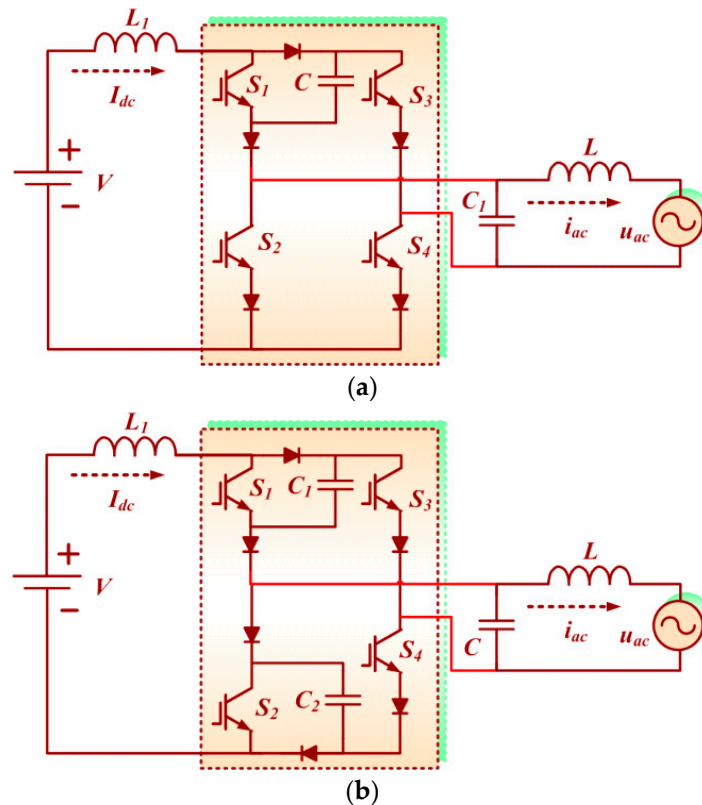 L1
Idc
S1
C
S3
+
V
−
S2
S4
C1
L
iac
uac
(a)
L1
Idc
S1
C1
S3
+
V
−
S2
C2
S4
C
L
iac
uac
(b)